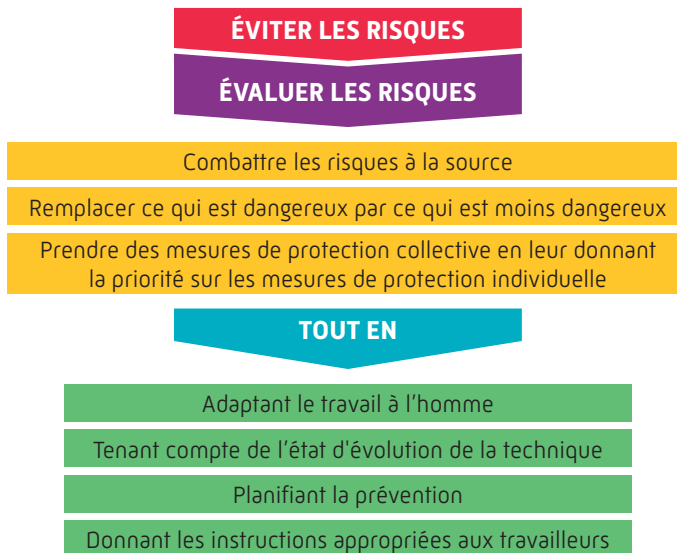 ÉVITER LES RISQUES
ÉVALUER LES RISQUES
Combattre les risques à la source
Remplacer ce qui est dangereux par ce qui est moins dangereux
Prendre des mesures de protection collective en leur donnant
la priorité sur les mesures de protection individuelle
TOUT EN
Adaptant le travail à l'homme
Tenant compte de l'état d'évolution de la technique
Planifiant la prévention
Donnant les instructions appropriées aux travailleurs